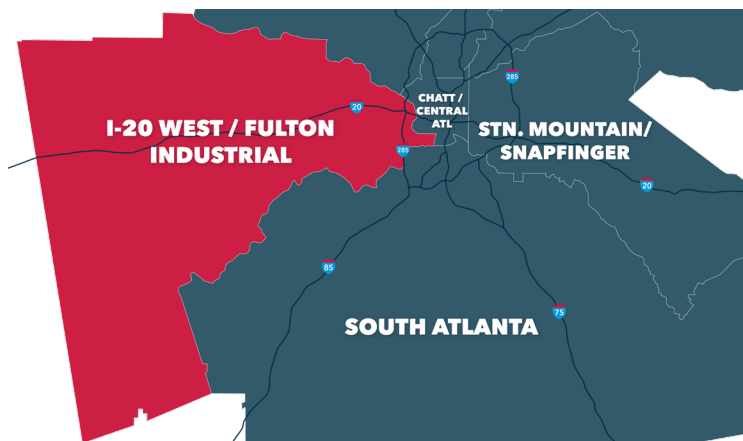 285
CHATT /
CENTRAL
ATL
20
I-20 WEST / FULTON
INDUSTRIAL
STN. MOUNTAIN/
SNAPFINGER
285
20
85
75
SOUTH ATLANTA